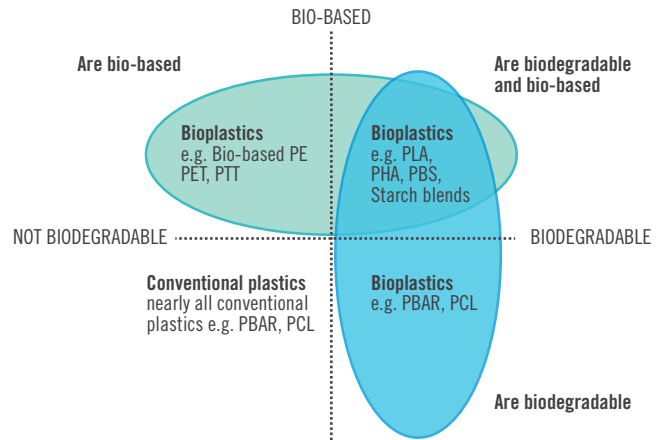 BIO-BASED
Are bio-based
Are biodegradable
and bio-based
Bioplastics
e.g. Bio-based PE
PET, PTT
Bioplastics
e.g. PLA,
PHA, PBS,
Starch blends
NOT BIODEGRADABLE
BIODEGRADABLE
Conventional plastics
nearly all conventional
plastics e.g. PBAR, PCL
Bioplastics
e.g. PBAR, PCL
Are biodegradable